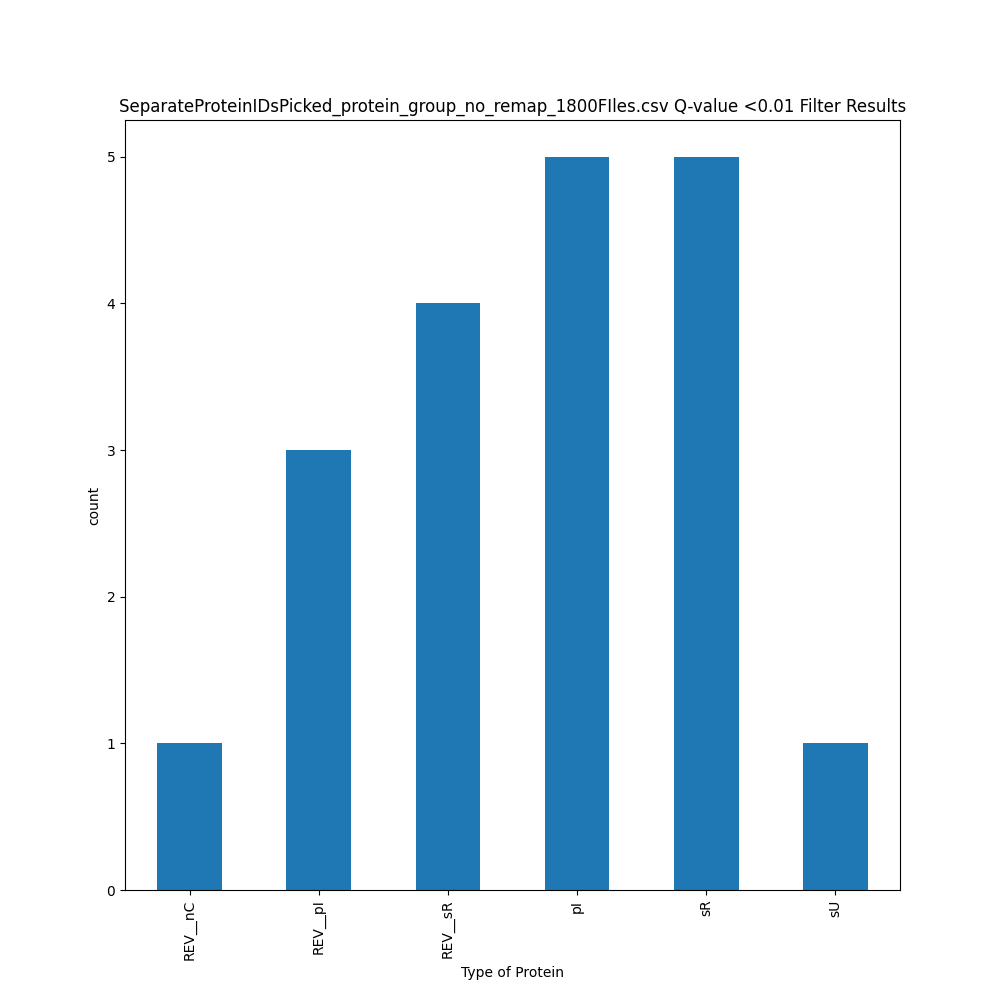 SeparateProteinIDsPicked_protein_group_no_remap_1800FIles.csv Q-value <0.01 Filter Results
5
4
3
2
1
0
count
REV__nC
REV__pI
REV__sR
pI
sR
sU
Type of Protein